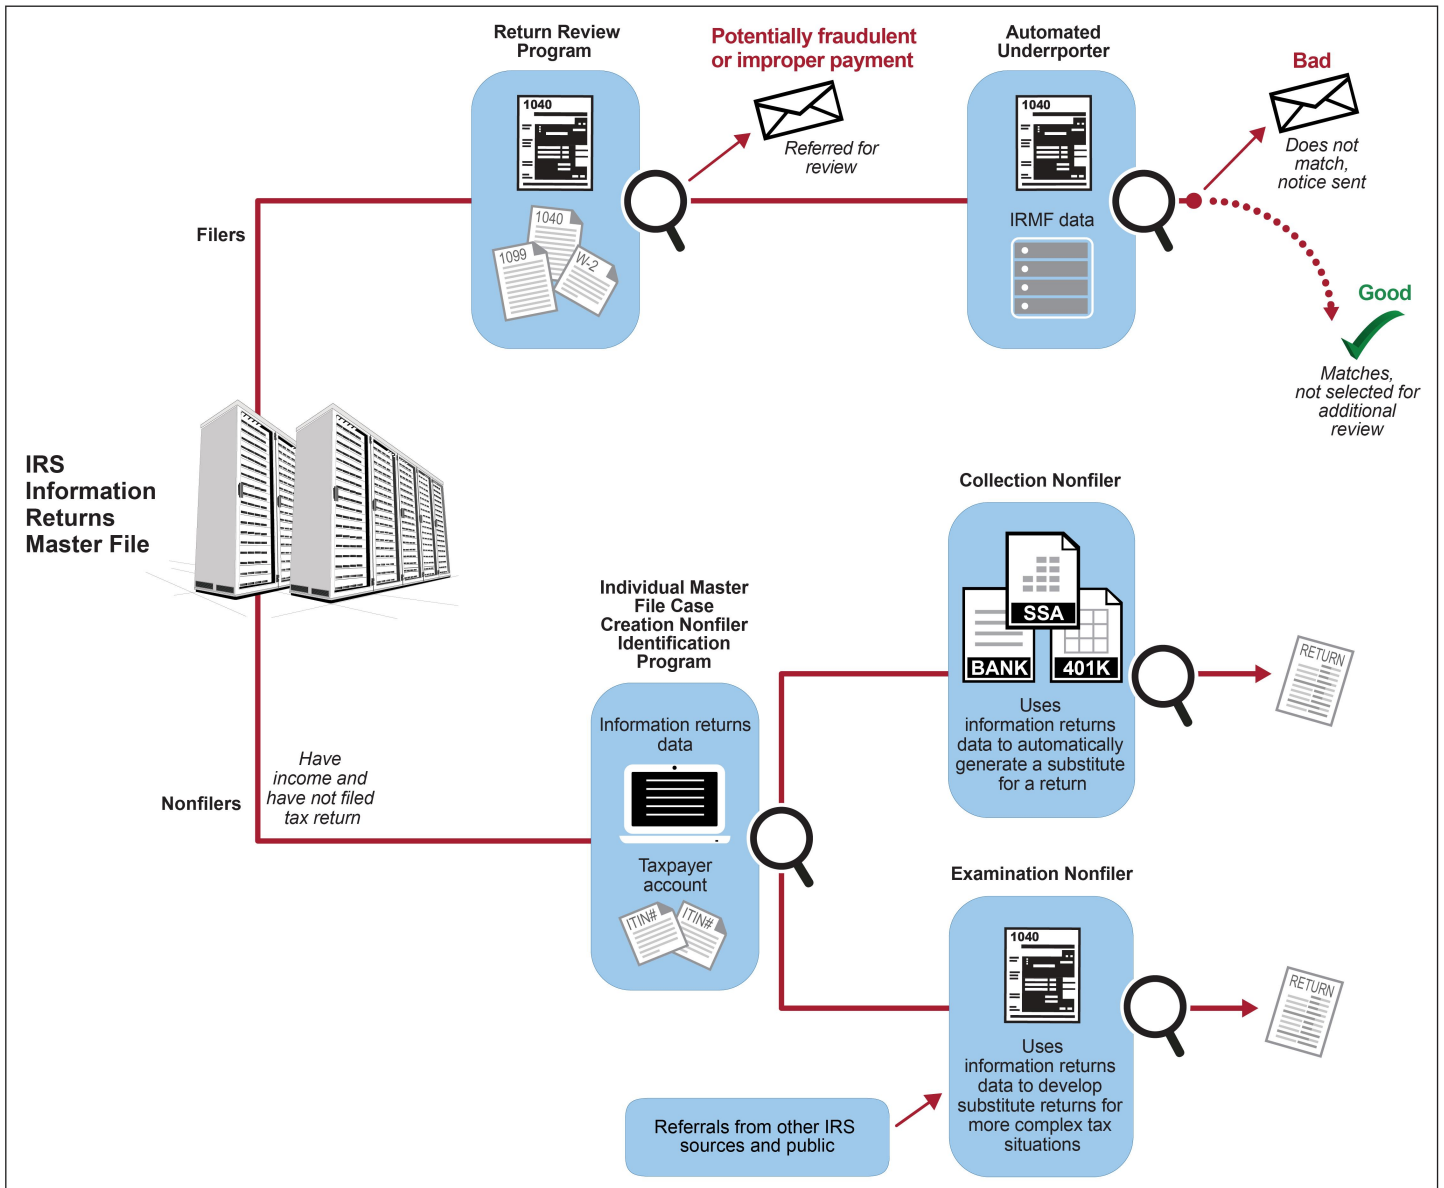 Return Review
Program
1040
1040
1099
W-2
Potentially fraudulent
or improper payment
Referred for
review
Automated
Underrporter
1040
IRMF data
Bad
Does not
match,
notice sent
Good
Matches,
not selected for
additional
review
Filers
IRS
Information
Returns
Master File
Nonfilers
Have
income and
have not filed
tax return
Individual Master
File Case
Creation Nonfiler
Identification
Program
Information returns
data
Taxpayer
account
ITIN#
ITIN#
Collection Nonfiler
SSA
BANK
401K
Uses
information returns
data to automatically
generate a substitute
for a return
RETURN
Examination Nonfiler
1040
Uses
information returns
data to develop
substitute returns for
more complex tax
situations
RETURN
Referrals from other IRS
sources and public